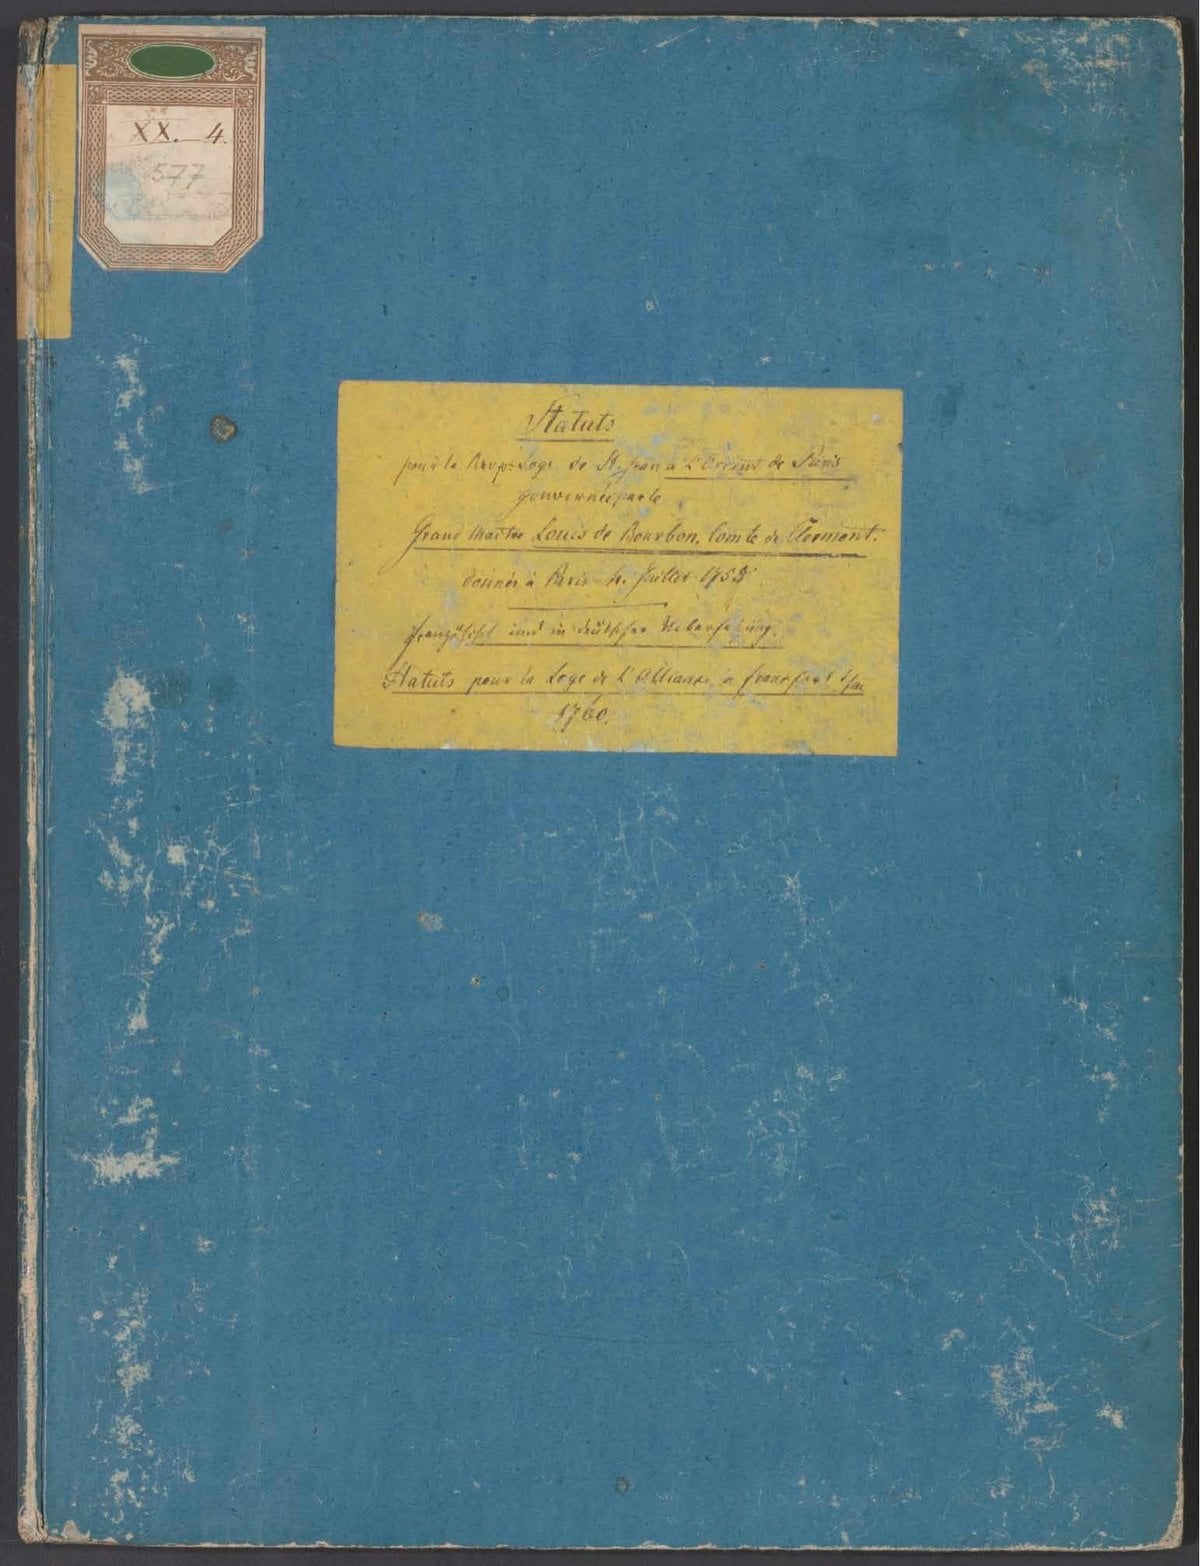 XX. 4.
577
Statuts
pour la Resp: Loge de St. Jean à L'Orient de Paris
gouvernée par le
Grand Maître Louis de Bourbon, Comte de Clermont.
donnés à Paris Juillet
französisch und in deutscher Uebersetzung.
Statuts pour la Loge de L'Alliance à Francfort
1760.